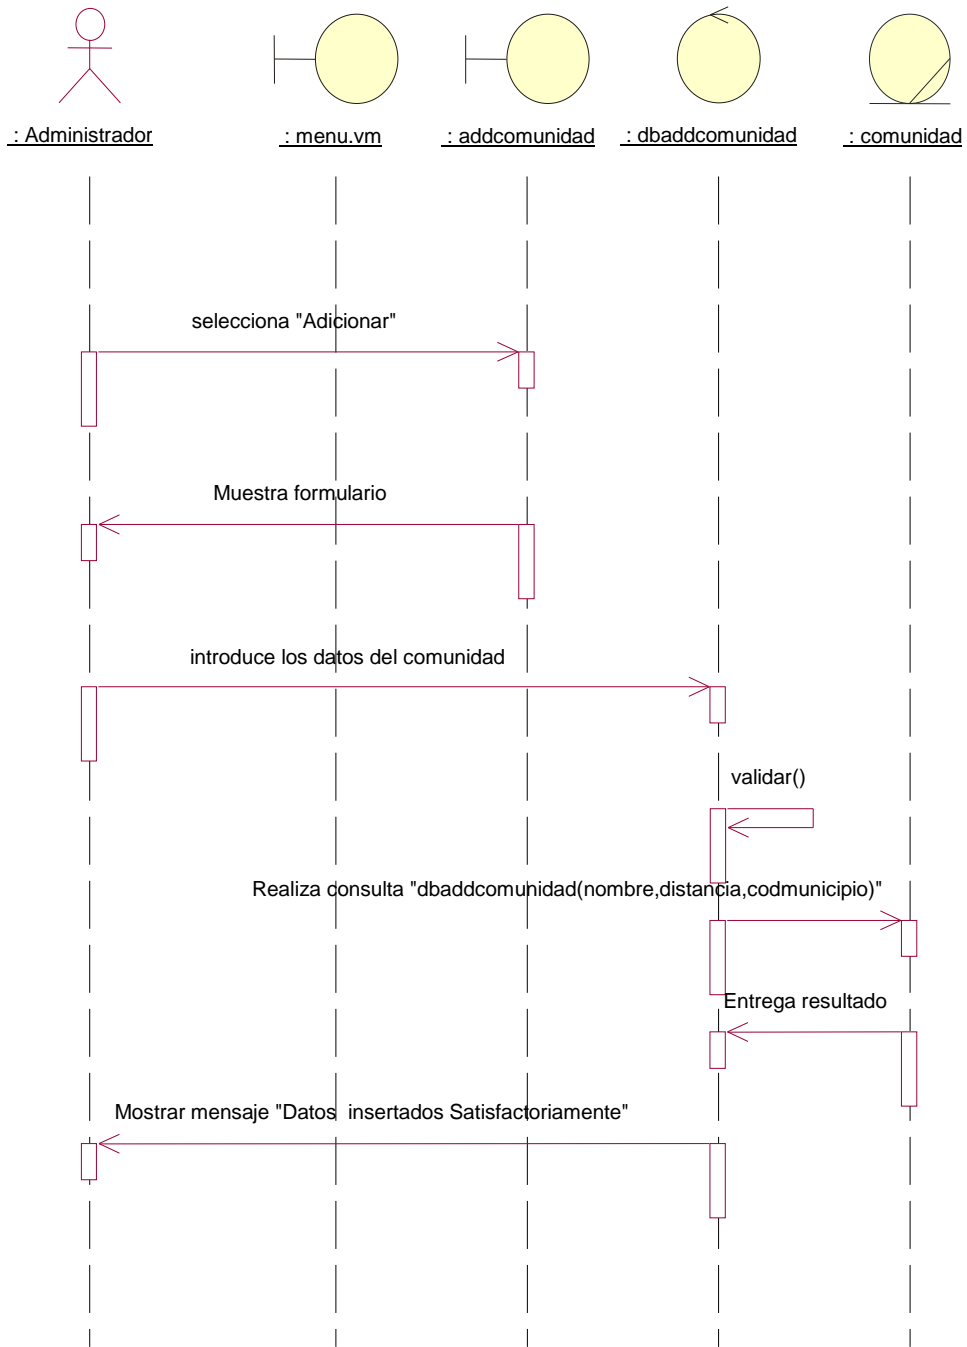 : Administrador
: menu.vm
: addcomunidad
: dbaddcomunidad
: comunidad
selecciona "Adicionar"
Muestra formulario
introduce los datos del comunidad
validar()
Realiza consulta "dbaddcomunidad(nombre,distancia,codmunicipio)"
Entrega resultado
Mostrar mensaje "Datos  insertados Satisfactoriamente"